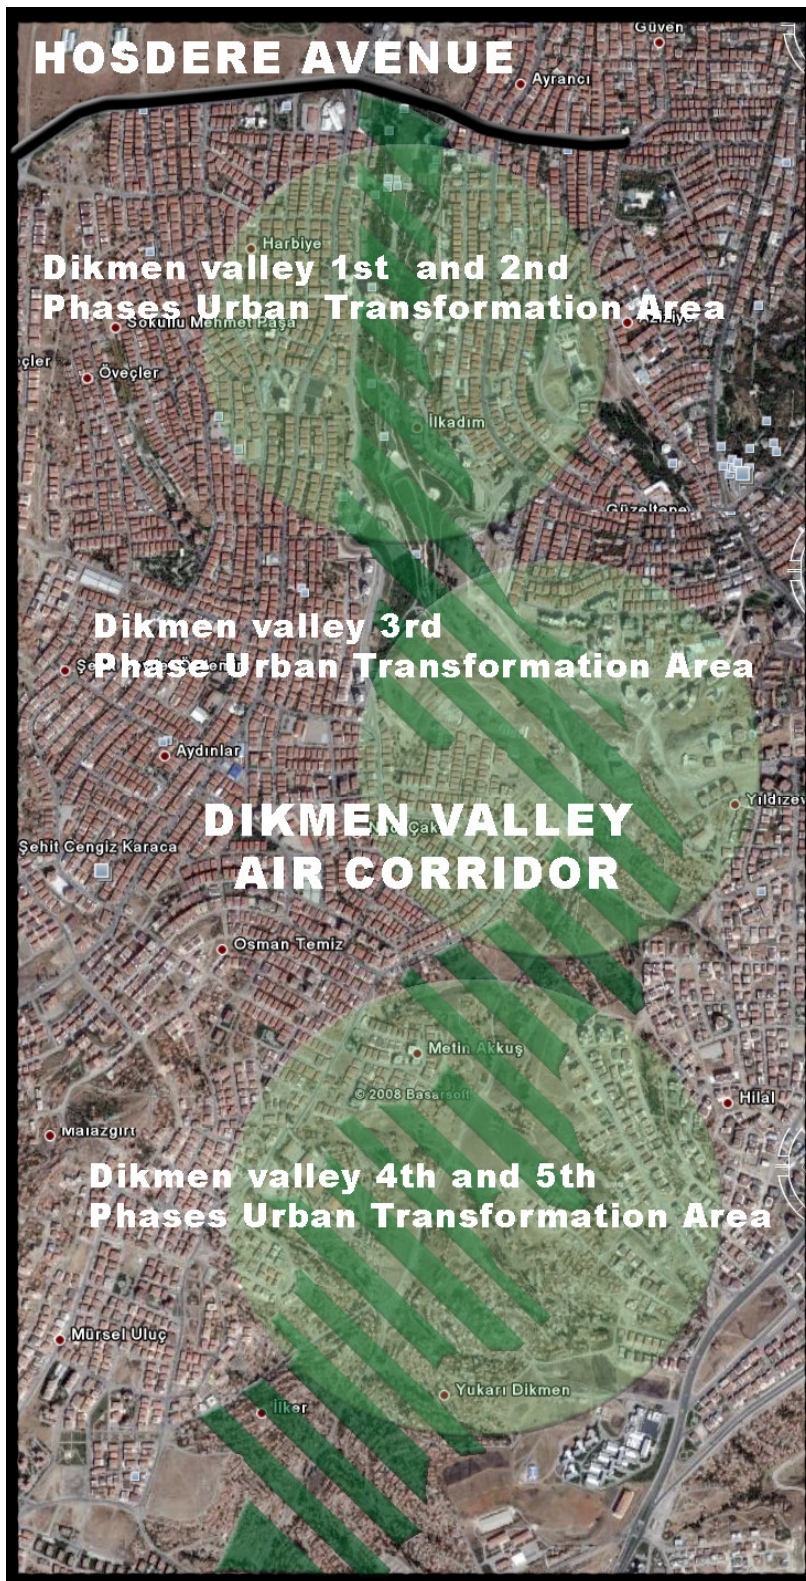 Güven
HOSDERE AVENUE
Ayrancı
Harbiye
Dikmen valley 1st and 2nd
Phases Urban Transformation Area
Sokullu Mehmet Paşa
Aziziye
çler
Öveçler
İlkadım
Güzeltepe
Dikmen valley 3rd
Phase Urban Transformation Area
Aydınlar
Yıldızev
DIKMEN VALLEY
AIR CORRIDOR
Şehit Cengiz Karaca
Osman Temiz
Metin Akkuş
© 2008 Basarsoft
Hilal
Malazgirt
Dikmen valley 4th and 5th
Phases Urban Transformation Area
Mürsel Uluç
Yukarı Dikmen
İlker